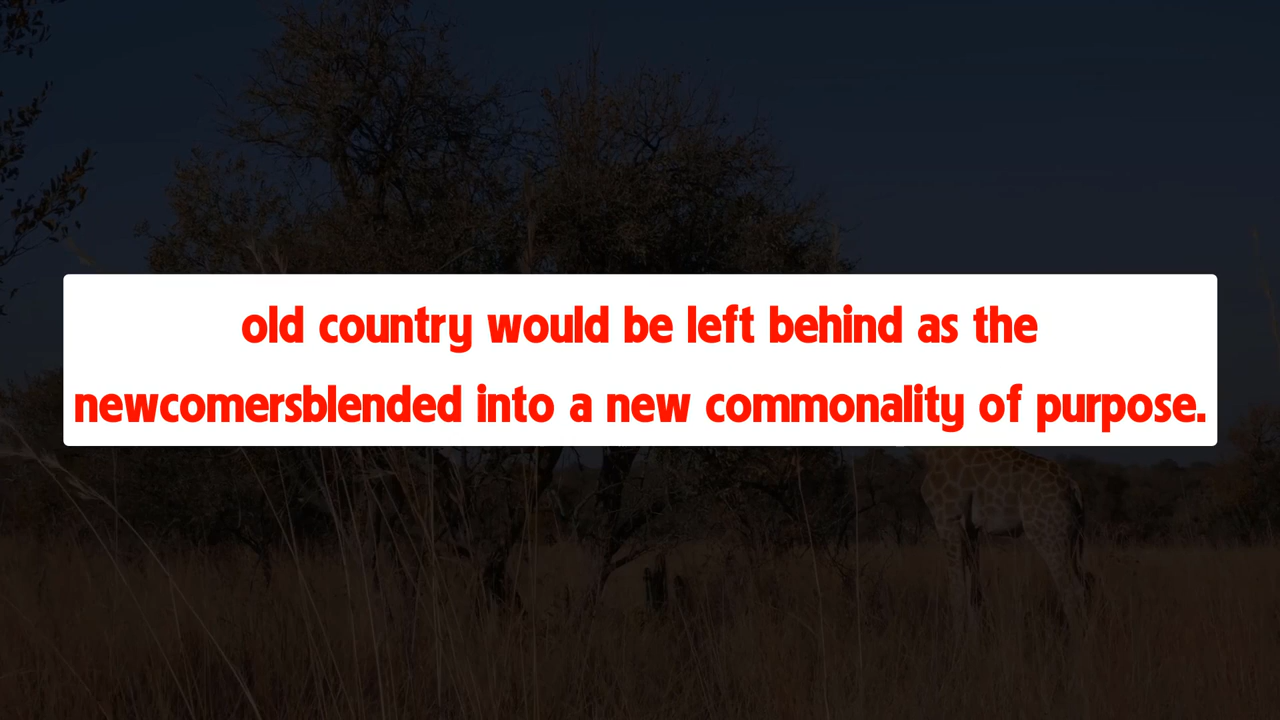 old country would be left behind as the
newcomersblended into a new commonality of purpose.